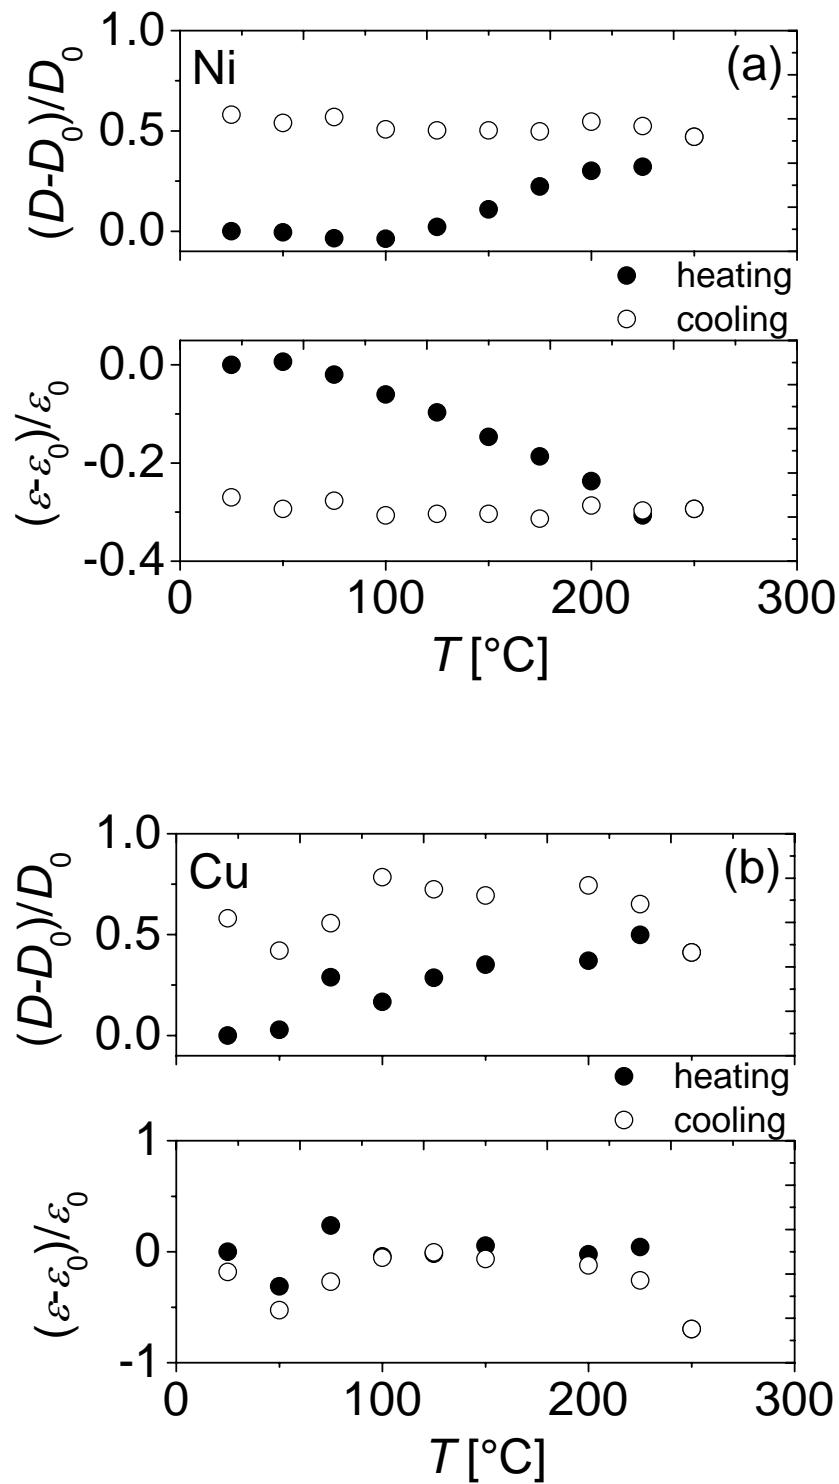 1.0
Ni
(a)
0.5
0.0
(D-D0)/D0
heating
cooling
0.0
-0.2
-0.4
(ε-ε0)/ε0
0
100
200
300
T [°C]
1.0
Cu
(b)
0.5
0.0
(D-D0)/D0
heating
cooling
1
0
-1
(ε-ε0)/ε0
0
100
200
300
T [°C]